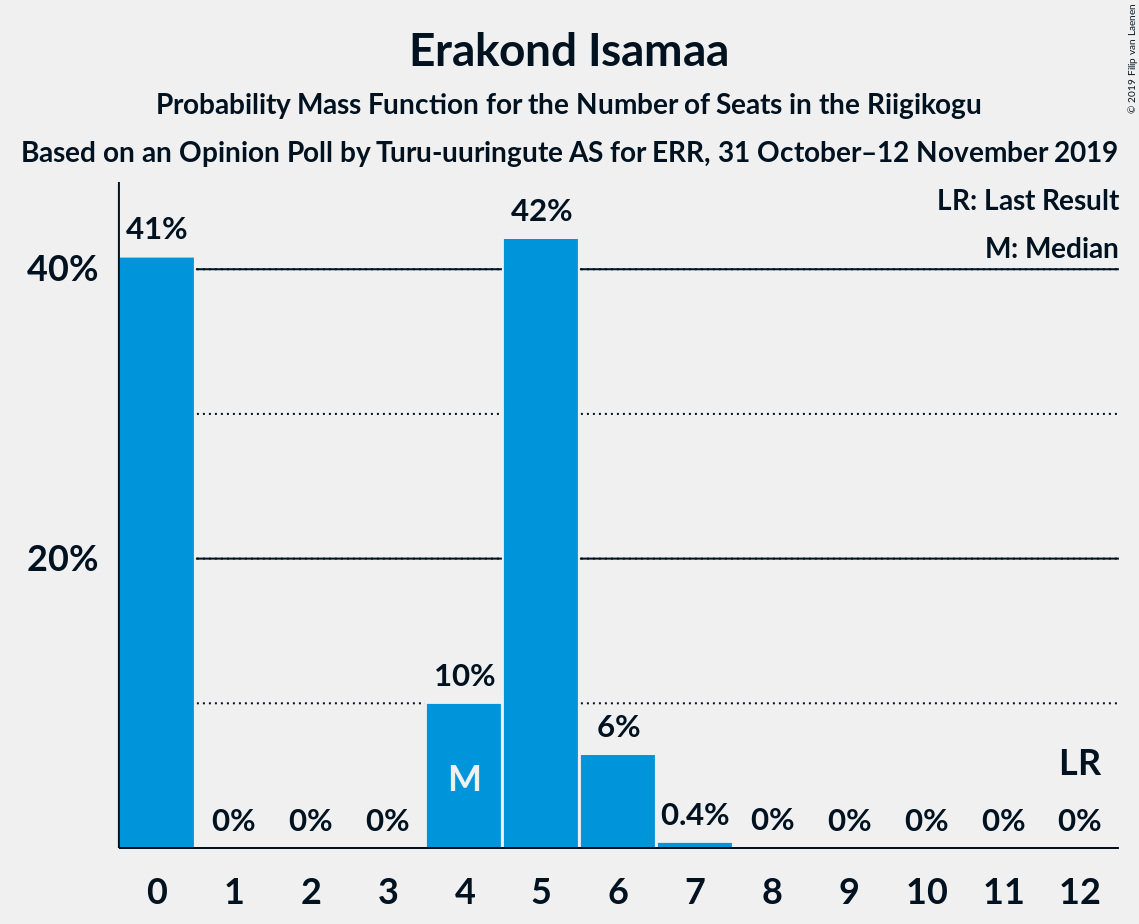 Erakond Isamaa
Probability Mass Function for the Number of Seats in the Riigikogu
Based on an Opinion Poll by Turu-uuringute AS for ERR, 31 October–12 November 2019
© 2019 Filip van Laenen
LR: Last Result
M: Median
41%
42%
40%
20%
10%
6%
M
LR
0% 0% 0% 0.4% 0% 0% 0% 0% 0%
0 1 2 3 4 5 6 7 8 9 10 11 12